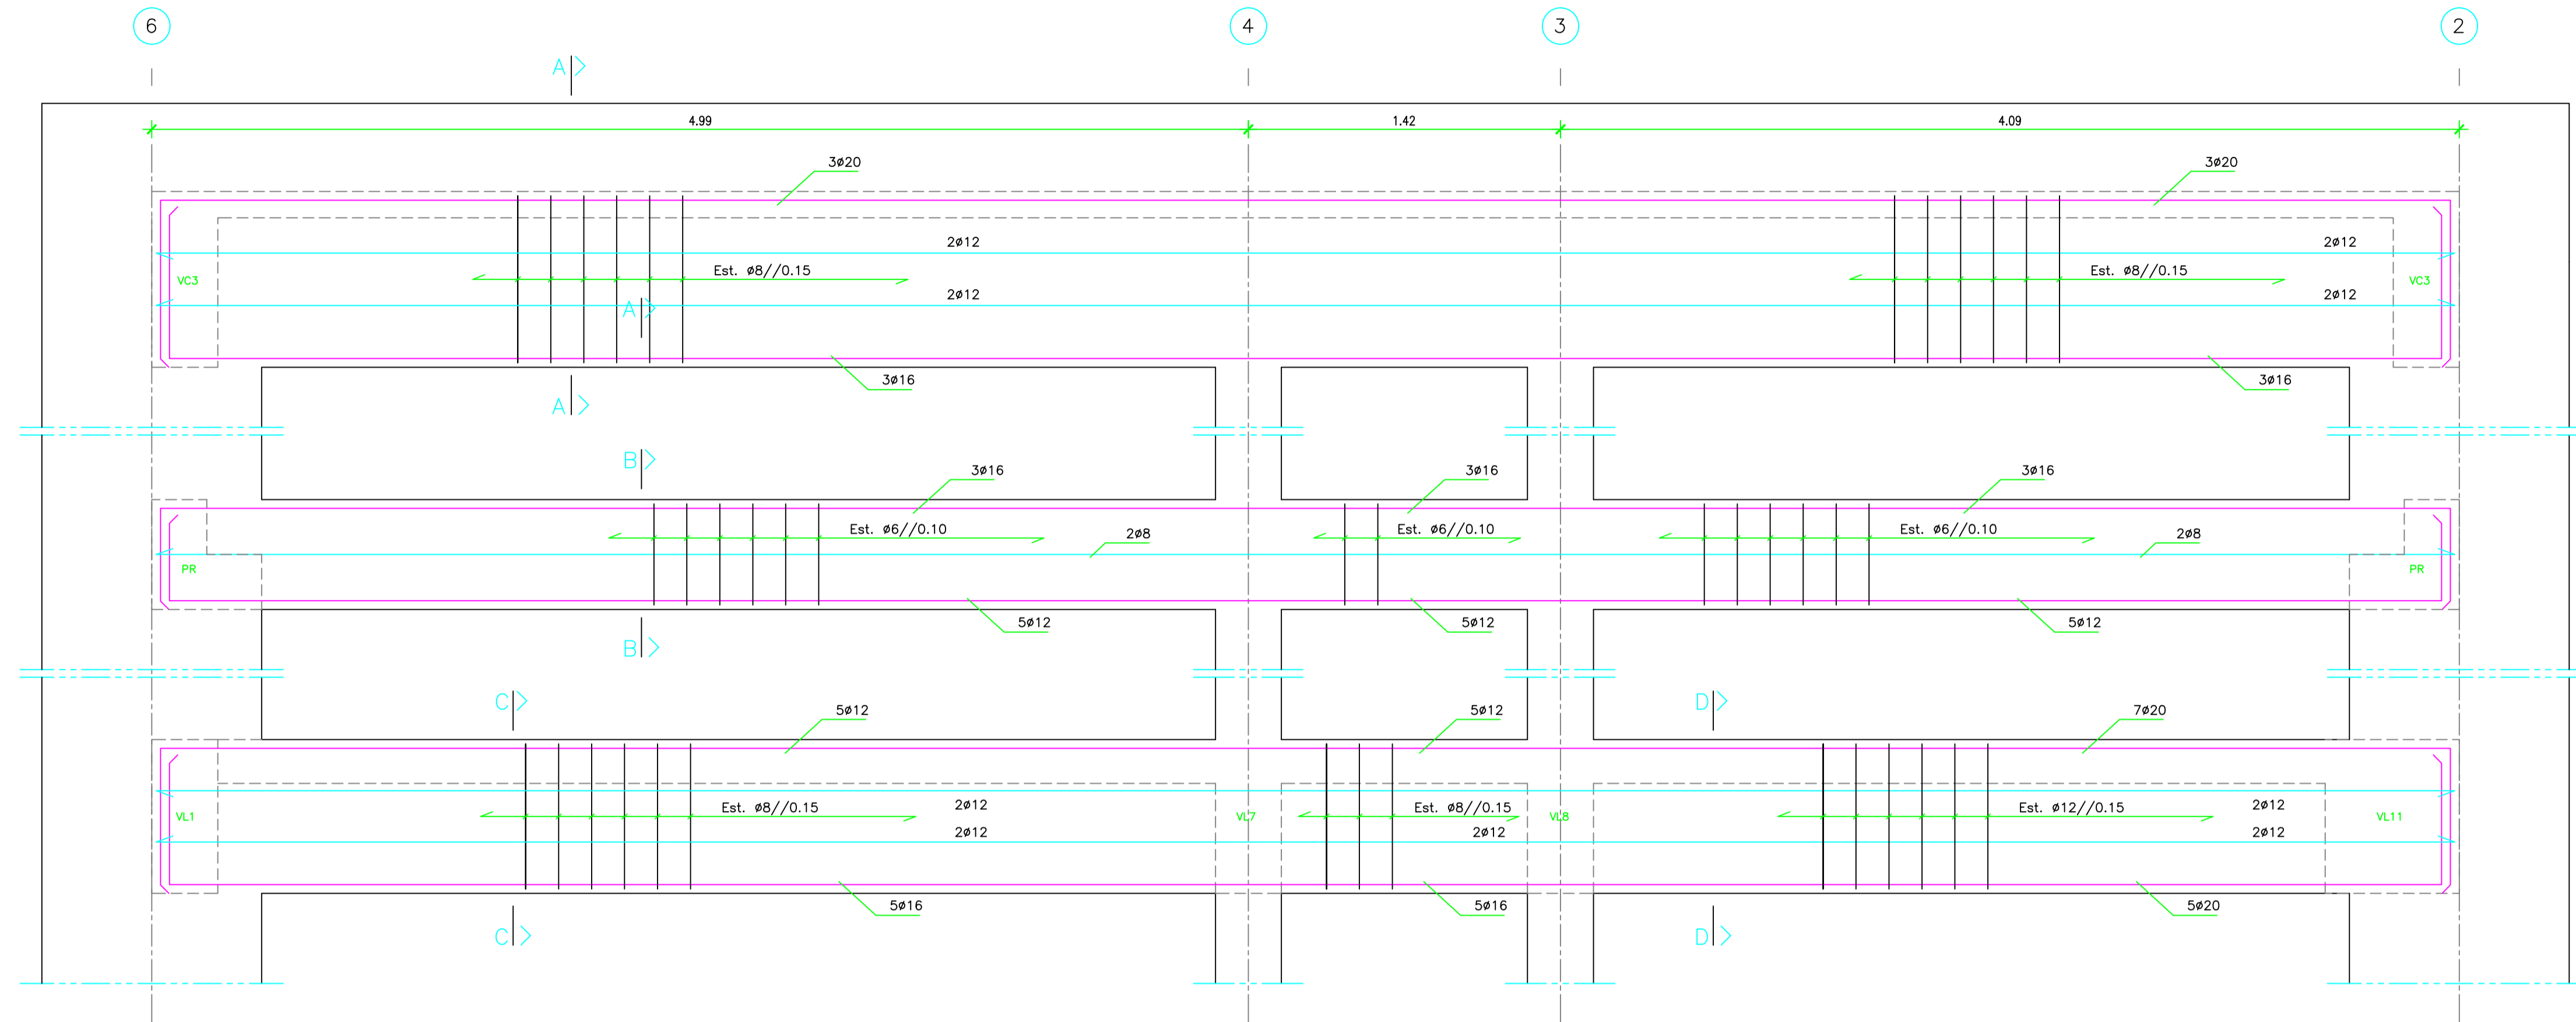 6 4 3 2
A
4.99 1.42 4.09
3ø20 3ø20
2ø12 2ø12
VC3 Est. ø8//0.15 Est. ø8//0.15 VC3
2ø12 2ø12
A
3ø16 3ø16
A
B 3ø16 3ø16 3ø16
Est. ø6//0.10 2ø8 Est. ø6//0.10 Est. ø6//0.10 2ø8
PR PR
5ø12 5ø12 5ø12
B
C D
5ø12 5ø12 7ø20
Est. ø8//0.15 2ø12 Est. ø8//0.15 Est. ø12//0.15 2ø12
VL1 VL7 VL8 VL11
2ø12 2ø12 2ø12
5ø16 5ø16 5ø20
C D